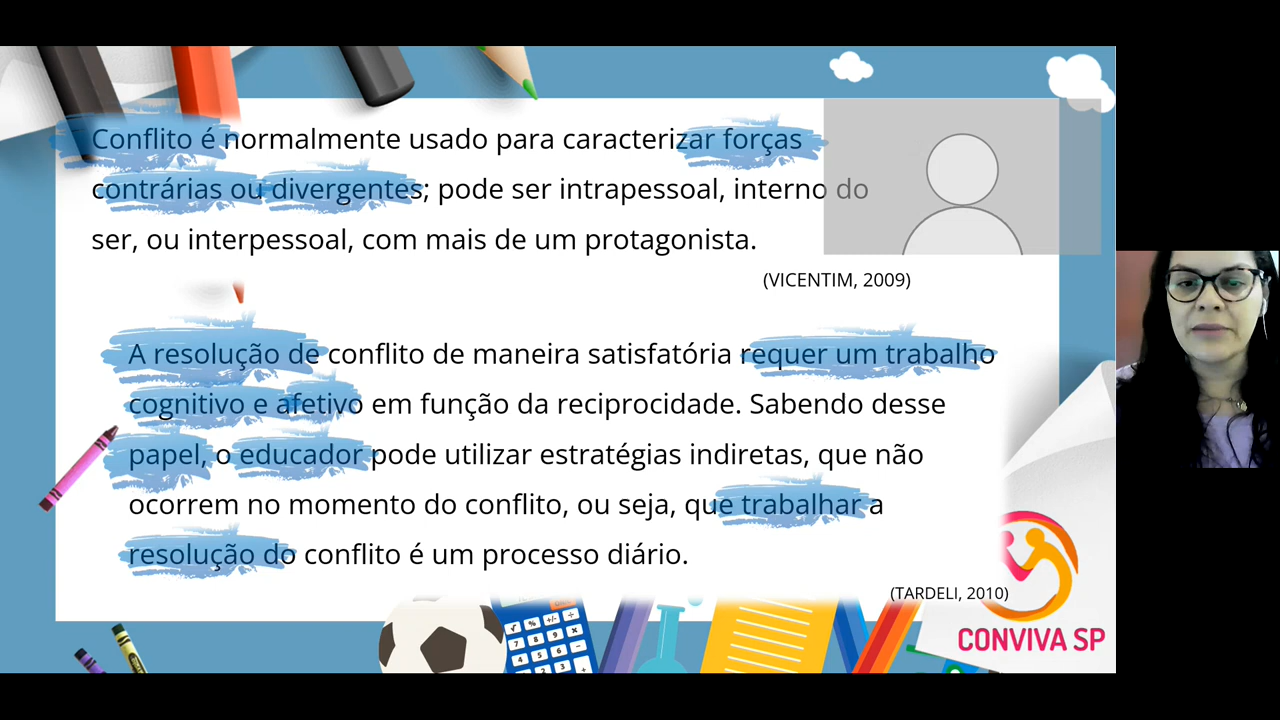 Conflito é normalmente usado para caracterizar forças
contrárias ou divergentes; pode ser intrapessoal, interno do
ser, ou interpessoal, com mais de um protagonista.
(VICENTIM, 2009)
A resolução de conflito de maneira satisfatória requer um trabalho
cognitivo e afetivo em função da reciprocidade. Sabendo desse
papel, o educador pode utilizar estratégias indiretas, que não
ocorrem no momento do conflito, ou seja, que trabalhar a
resolução do conflito é um processo diário.
(TARDELI, 2010)
CONVIVA SP